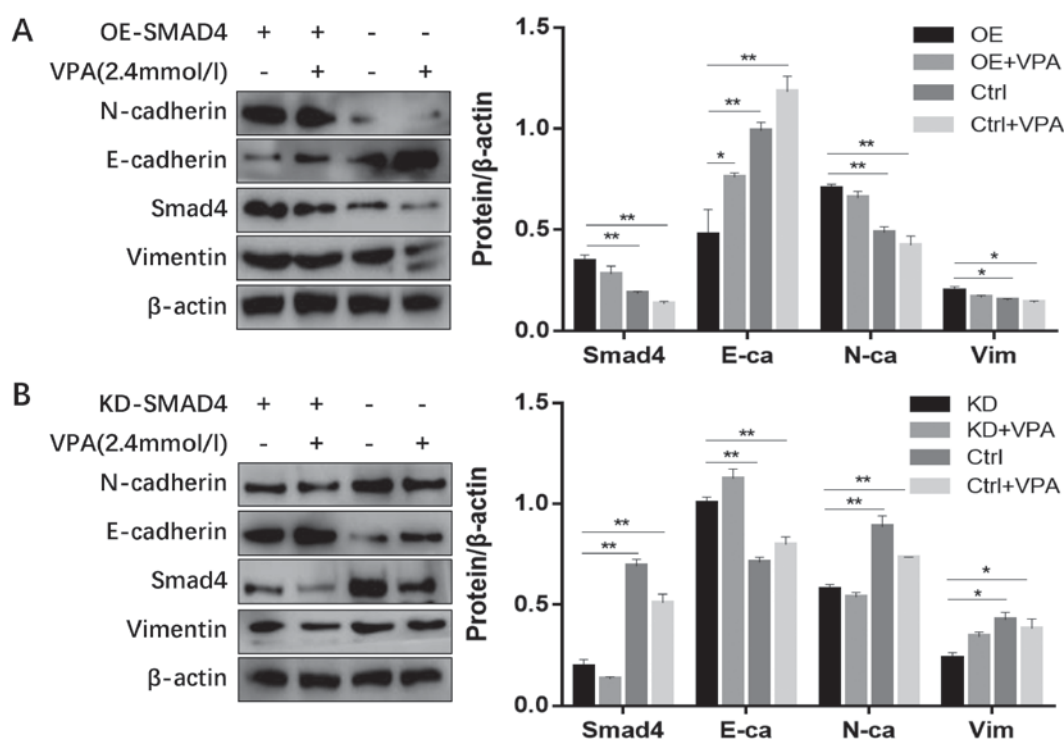 A
OE-SMAD4 + + - -
VPA(2.4mmol/l) - + - +
N-cadherin
E-cadherin
Smad4
Vimentin
β-actin
Protein/β-actin
1.5
1.0
0.5
0.0
** ** * ** ** ** ** * *
OE
OE+VPA
Ctrl
Ctrl+VPA
Smad4 E-ca N-ca Vim
B
KD-SMAD4 + + - -
VPA(2.4mmol/l) - + - +
N-cadherin
E-cadherin
Smad4
Vimentin
β-actin
Protein/β-actin
1.5
1.0
0.5
0.0
** ** ** ** ** ** * *
KD
KD+VPA
Ctrl
Ctrl+VPA
Smad4 E-ca N-ca Vim